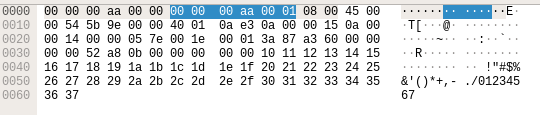 0000 00 00 00 aa 00 00 00 00 00 aa 00 01 08 00 45 00 ······ ·· ······E·
0010 00 54 5b 9e 00 00 40 01 0a e3 0a 00 00 15 0a 00 ·T[···@· ········
0020 00 14 00 00 05 7e 00 1e 00 01 3a 87 a3 60 00 00 ·····~·· ··:··`··
0030 00 00 52 a8 0b 00 00 00 00 00 10 11 12 13 14 15 ··R····· ········
0040 16 17 18 19 1a 1b 1c 1d 1e 1f 20 21 22 23 24 25 ········ ·· !"#$%
0050 26 27 28 29 2a 2b 2c 2d 2e 2f 30 31 32 33 34 35 &'()*+,- ./012345
0060 36 37 67